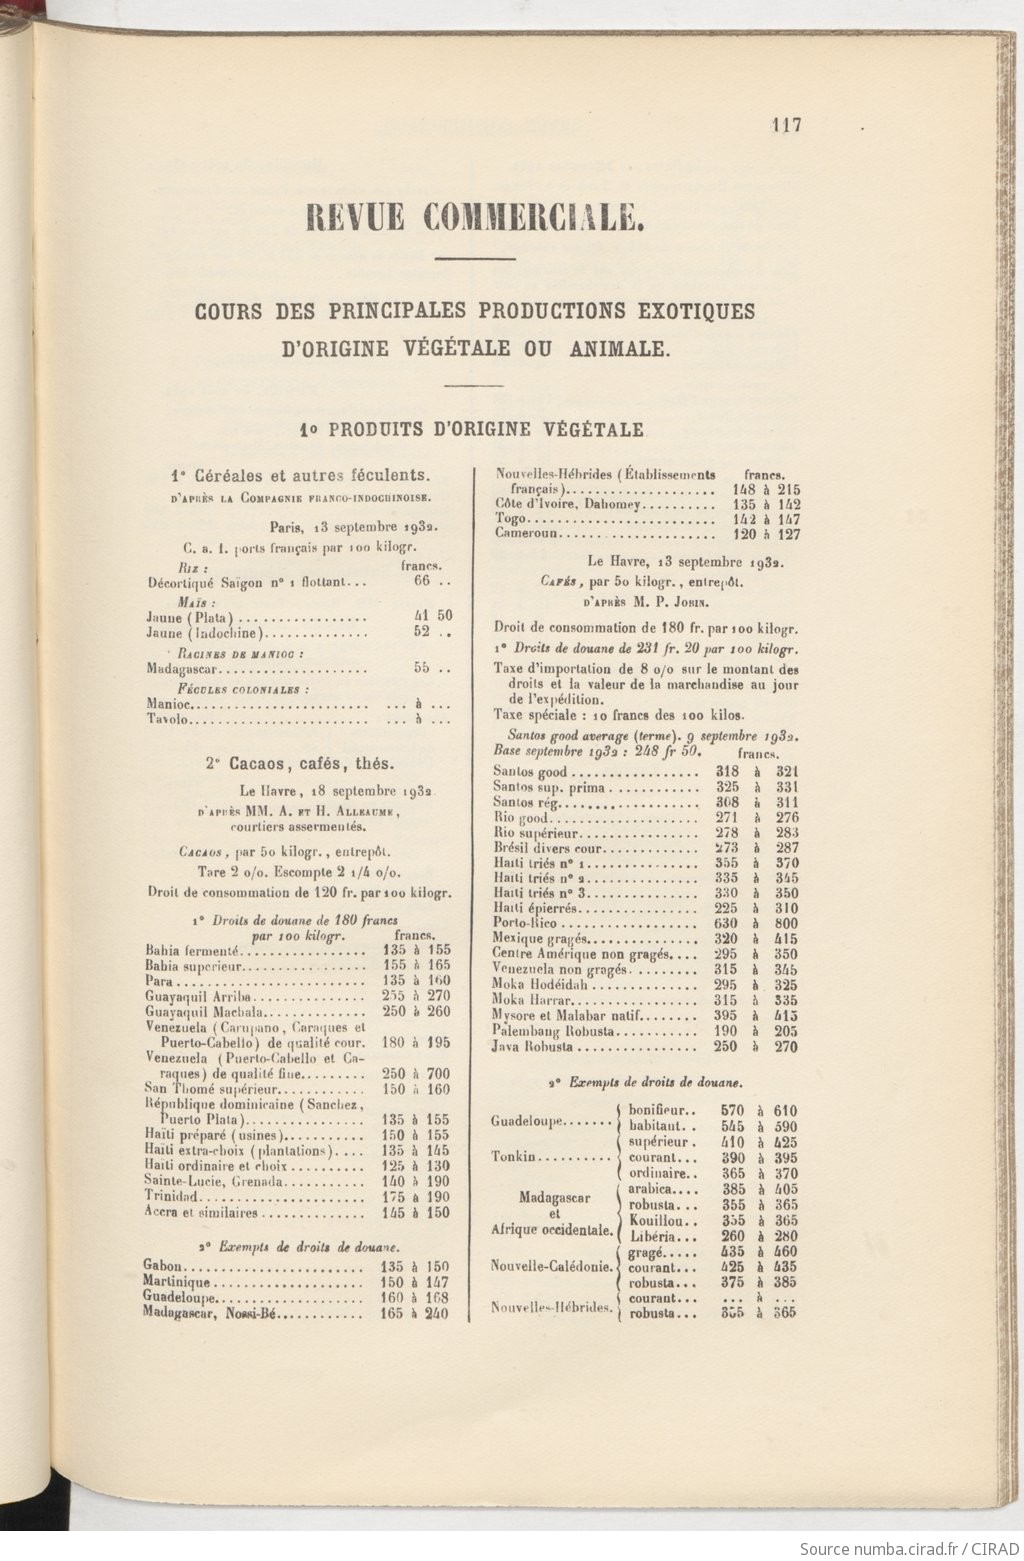 117
REVUE COMMERCIALE.
COURS DES PRINCIPALES PRODUCTIONS EXOTIQUES
D'ORIGINE VÉGÉTALE OU ANIMALE.
1º PRODUITS D'ORIGINE VÉGÉTALE
1º Céréales et autres féculents.
D'APRÈS LA COMPAGNIE FRANCO-INDOCHINOISE.
Paris, 13 septembre 1932.
C. a. f. ports français par 100 kilogr.
RIZ : francs.
Décortiqué Saïgon nº 1 flottant... 66 ..
MAÏS :
Jaune (Plata) ................. 41 50
Jaune (Indochine).............. 52 ..
RACINES DE MANIOC :
Madagascar.................... 55 ..
FÉCULES COLONIALES :
Manioc........................ ... à ...
Tavolo........................ ... à ...
2º Cacaos, cafés, thés.
Le Havre, 18 septembre 1932
D'APRÈS MM. A. ET H. ALLEAUME,
courtiers assermentés.
CACAOS, par 50 kilogr., entrepôt.
Tare 2 o/o. Escompte 2 1/4 o/o.
Droit de consommation de 120 fr. par 100 kilogr.
1º Droits de douane de 180 francs
par 100 kilogr. francs.
Bahia fermenté................. 135 à 155
Bahia superieur................. 155 à 165
Para ......................... 135 à 160
Guayaquil Arriba............... 255 à 270
Guayaquil Machala.............. 250 à 260
Venezuela (Carupano, Caraques et
Puerto-Cabello) de qualité cour. 180 à 195
Venezuela (Puerto-Cabello et Ca-
raques) de qualité fine......... 250 à 700
San Thomé supérieur............ 150 à 160
République dominicaine (Sanchez,
Puerto Plata)................ 135 à 155
Haïti préparé (usines)........... 150 à 155
Haïti extra-choix (plantations).... 135 à 145
Haïti ordinaire et choix .......... 125 à 130
Sainte-Lucie, Grenada........... 140 à 190
Trinidad...................... 175 à 190
Accra et similaires .............. 145 à 150
2º Exempts de droits de douane.
Gabon........................ 135 à 150
Martinique .................... 150 à 147
Guadeloupe.................... 160 à 168
Madagascar, Nossi-Bé............ 165 à 240
Nouvelles-Hébrides (Établissements francs.
français).................... 148 à 215
Côte d'Ivoire, Dahomey.......... 135 à 142
Togo......................... 142 à 147
Cameroun..................... 120 à 127
Le Havre, 13 septembre 1932.
CAFÉS, par 50 kilogr., entrepôt.
D'APRÈS M. P. JOBIN.
Droit de consommation de 180 fr. par 100 kilogr.
1º Droits de douane de 231 fr. 20 par 100 kilogr.
Taxe d'importation de 8 o/o sur le montant des
droits et la valeur de la marchandise au jour
de l'expédition.
Taxe spéciale : 10 francs des 100 kilos.
Santos good average (terme). 9 septembre 1932.
Base septembre 1932 : 248 fr 50. francs.
Santos good ................. 318 à 321
Santos sup. prima ............ 325 à 331
Santos rég................... 308 à 311
Rio good.................... 271 à 276
Rio supérieur................ 278 à 283
Brésil divers cour............. 273 à 287
Haïti triés nº 1............... 355 à 370
Haïti triés nº 2............... 335 à 345
Haïti triés nº 3............... 330 à 350
Haïti épierrés................ 225 à 310
Porto-Rico .................. 630 à 800
Mexique gragés............... 320 à 415
Centre Amérique non gragés.... 295 à 350
Venezuela non gragés ......... 315 à 345
Moka Hodéidah .............. 295 à 325
Moka Harrar................. 315 à 335
Mysore et Malabar natif........ 395 à 415
Palembang Robusta........... 190 à 205
Java Robusta ................ 250 à 270
2º Exempts de droits de douane.
Guadeloupe....... bonifieur.. 570 à 610
habitant. . 545 à 590
Tonkin.......... supérieur . 410 à 425
courant... 390 à 395
ordinaire.. 365 à 370
Madagascar et Afrique occidentale. arabica.... 385 à 405
robusta... 355 à 365
Kouillou.. 355 à 365
Libéria... 260 à 280
Nouvelle-Calédonie. gragé..... 435 à 460
courant... 425 à 435
robusta... 375 à 385
Nouvelles-Hébrides. courant... ... à ...
robusta... 355 à 365
Source numba.cirad.fr / CIRAD